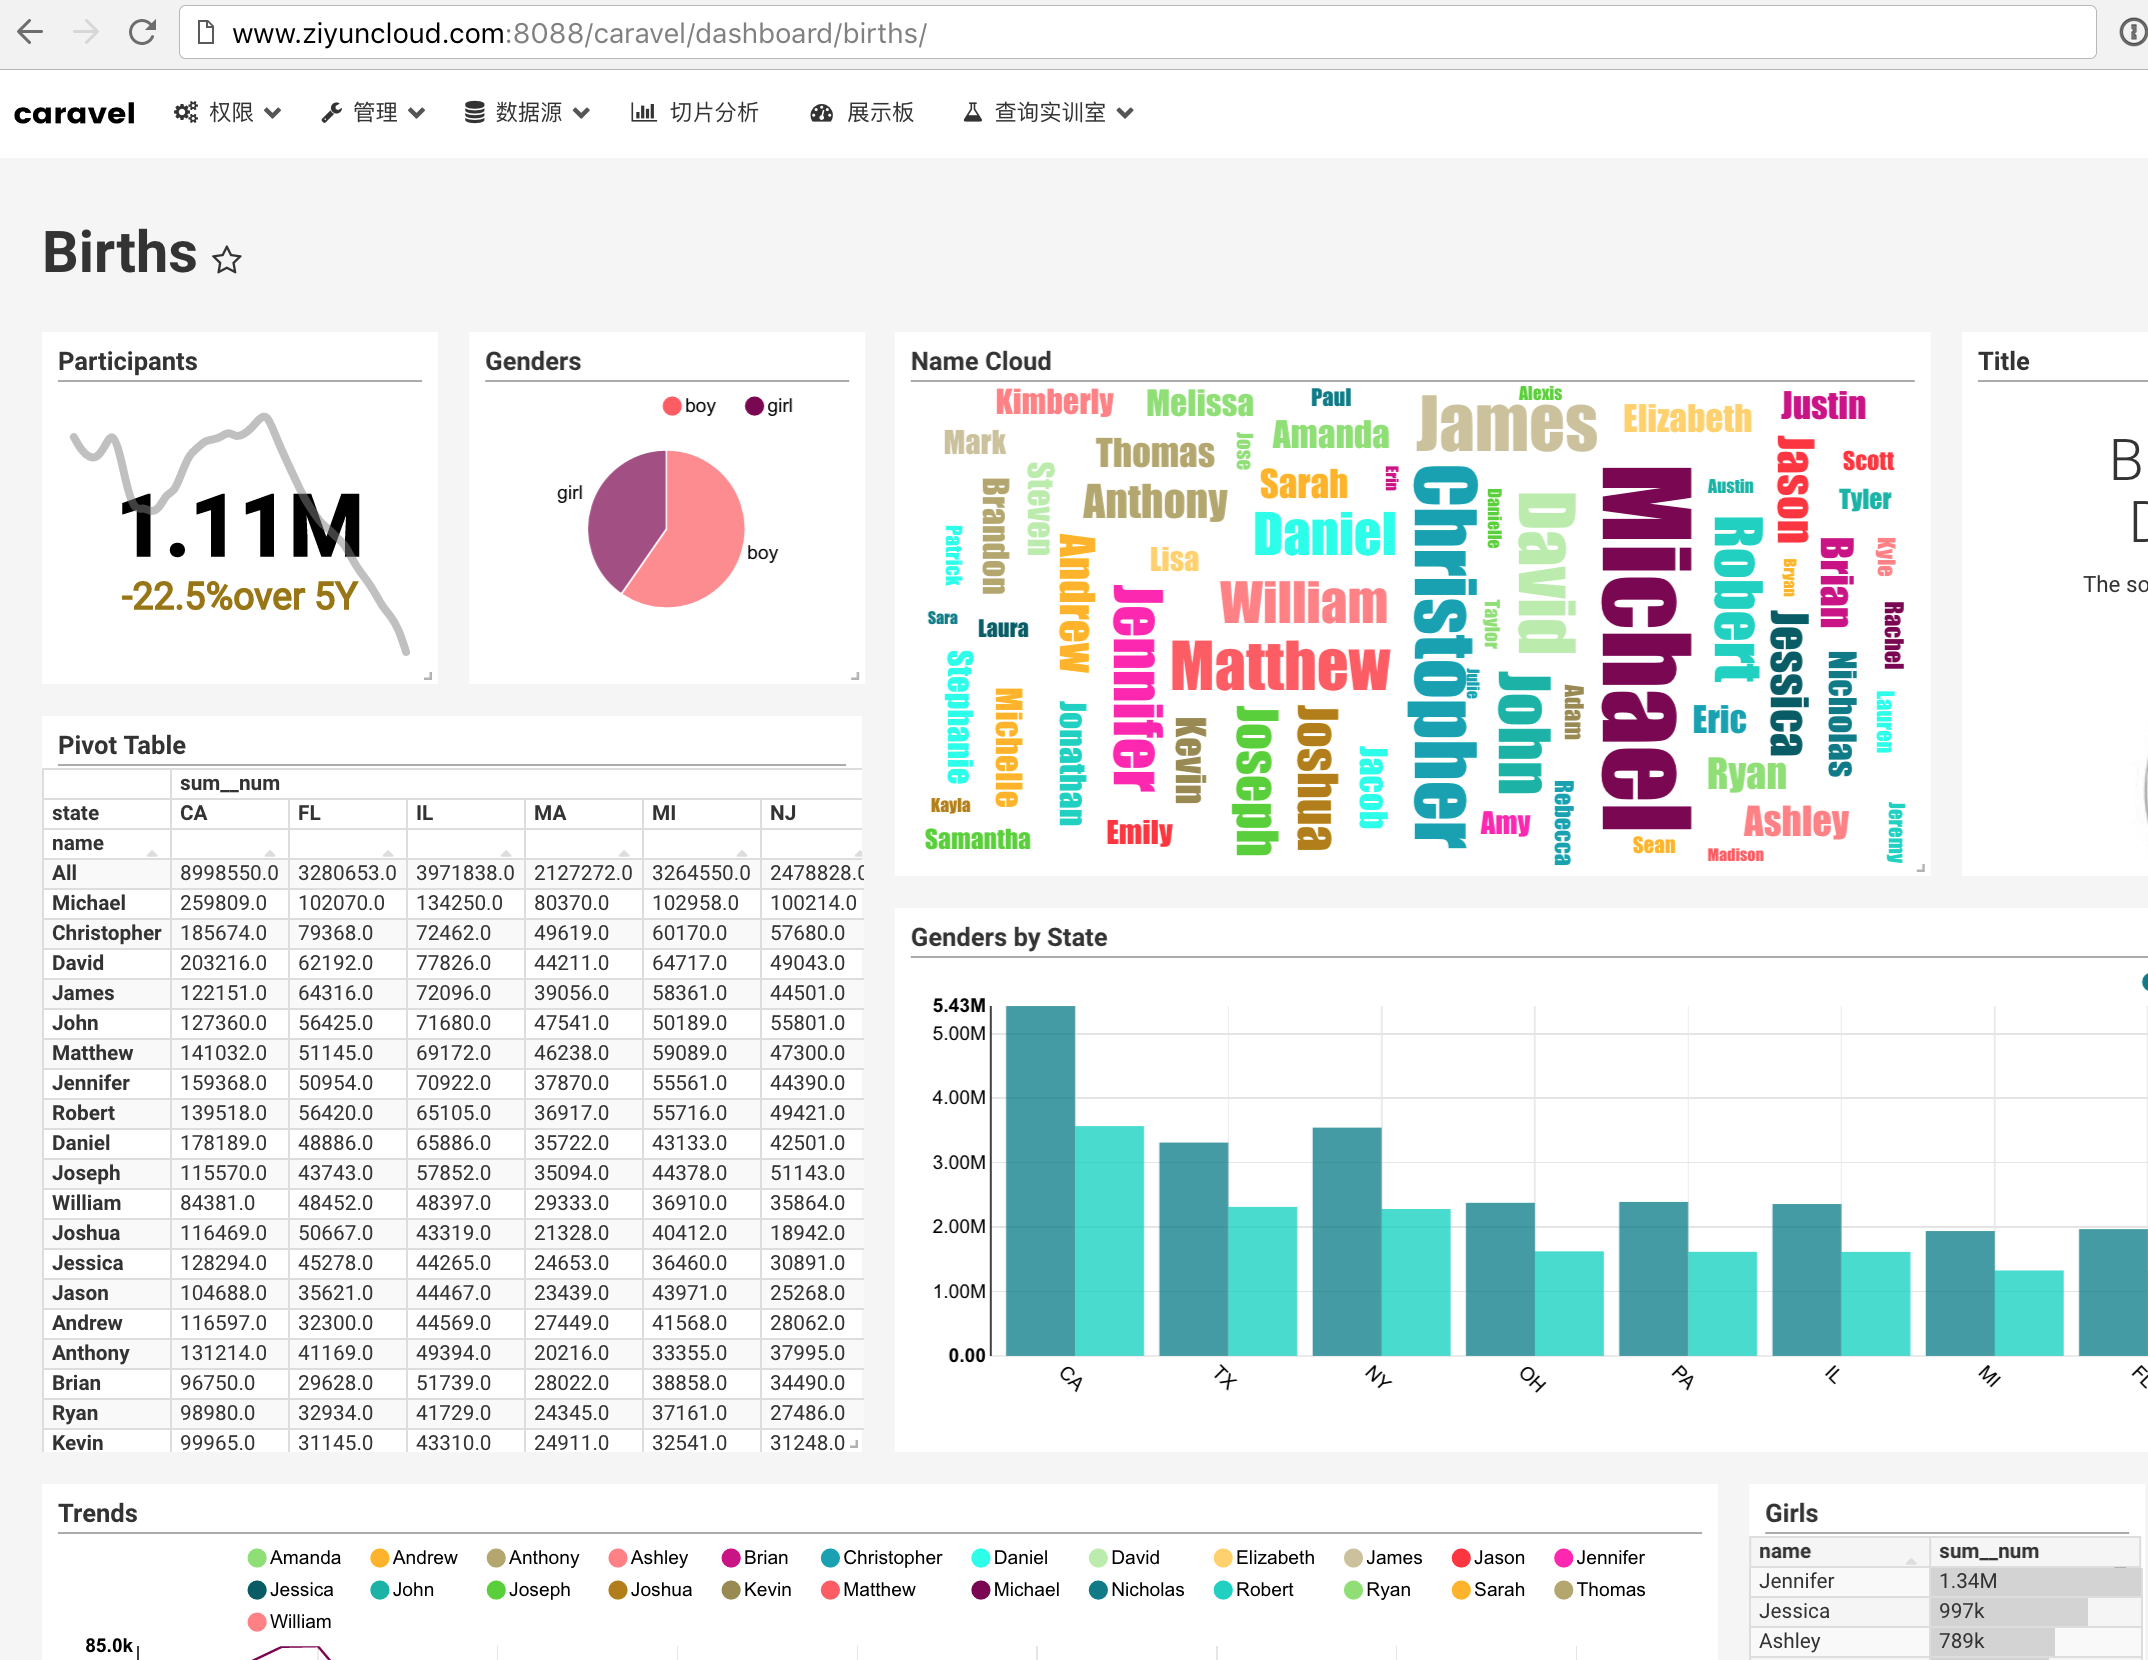 www.ziyuncloud.com:8088/caravel/dashboard/births/
caravel 权限 管理 数据源 切片分析 展示板 查询实训室
Births
Participants
1.11M
-22.5%over 5Y
Genders
boy girl
girl
boy
Name Cloud
Kimberly Melissa Paul Alexis James Elizabeth Justin
Mark Thomas Jose Amanda Jason Scott
Brandon Steven Anthony Sarah Erin Christopher Danielle David Michael Austin Tyler
Patrick Andrew Lisa Daniel Robert Bryan Brian Kyle
Sara Laura Jennifer William Taylor Jessica Rachel
Stephanie Matthew Julie John Adam Nicholas
Michelle Jonathan Kevin Joseph Joshua Jacob Eric Lauren
Kayla Rebecca Ryan
Samantha Emily Amy Sean Ashley Madison Jeremy
Title
B
D
The so
Pivot Table
sum__num
state CA FL IL MA MI NJ
name
All 8998550.0 3280653.0 3971838.0 2127272.0 3264550.0 2478828.0
Michael 259809.0 102070.0 134250.0 80370.0 102958.0 100214.0
Christopher 185674.0 79368.0 72462.0 49619.0 60170.0 57680.0
David 203216.0 62192.0 77826.0 44211.0 64717.0 49043.0
James 122151.0 64316.0 72096.0 39056.0 58361.0 44501.0
John 127360.0 56425.0 71680.0 47541.0 50189.0 55801.0
Matthew 141032.0 51145.0 69172.0 46238.0 59089.0 47300.0
Jennifer 159368.0 50954.0 70922.0 37870.0 55561.0 44390.0
Robert 139518.0 56420.0 65105.0 36917.0 55716.0 49421.0
Daniel 178189.0 48886.0 65886.0 35722.0 43133.0 42501.0
Joseph 115570.0 43743.0 57852.0 35094.0 44378.0 51143.0
William 84381.0 48452.0 48397.0 29333.0 36910.0 35864.0
Joshua 116469.0 50667.0 43319.0 21328.0 40412.0 18942.0
Jessica 128294.0 45278.0 44265.0 24653.0 36460.0 30891.0
Jason 104688.0 35621.0 44467.0 23439.0 43971.0 25268.0
Andrew 116597.0 32300.0 44569.0 27449.0 41568.0 28062.0
Anthony 131214.0 41169.0 49394.0 20216.0 33355.0 37995.0
Brian 96750.0 29628.0 51739.0 28022.0 38858.0 34490.0
Ryan 98980.0 32934.0 41729.0 24345.0 37161.0 27486.0
Kevin 99965.0 31145.0 43310.0 24911.0 32541.0 31248.0
Genders by State
5.43M
5.00M
4.00M
3.00M
2.00M
1.00M
0.00
CA TX NY OH PA IL MI FL
Trends
Amanda Andrew Anthony Ashley Brian Christopher Daniel David Elizabeth James Jason Jennifer
Jessica John Joseph Joshua Kevin Matthew Michael Nicholas Robert Ryan Sarah Thomas
William
85.0k
Girls
name sum__num
Jennifer 1.34M
Jessica 997k
Ashley 789k